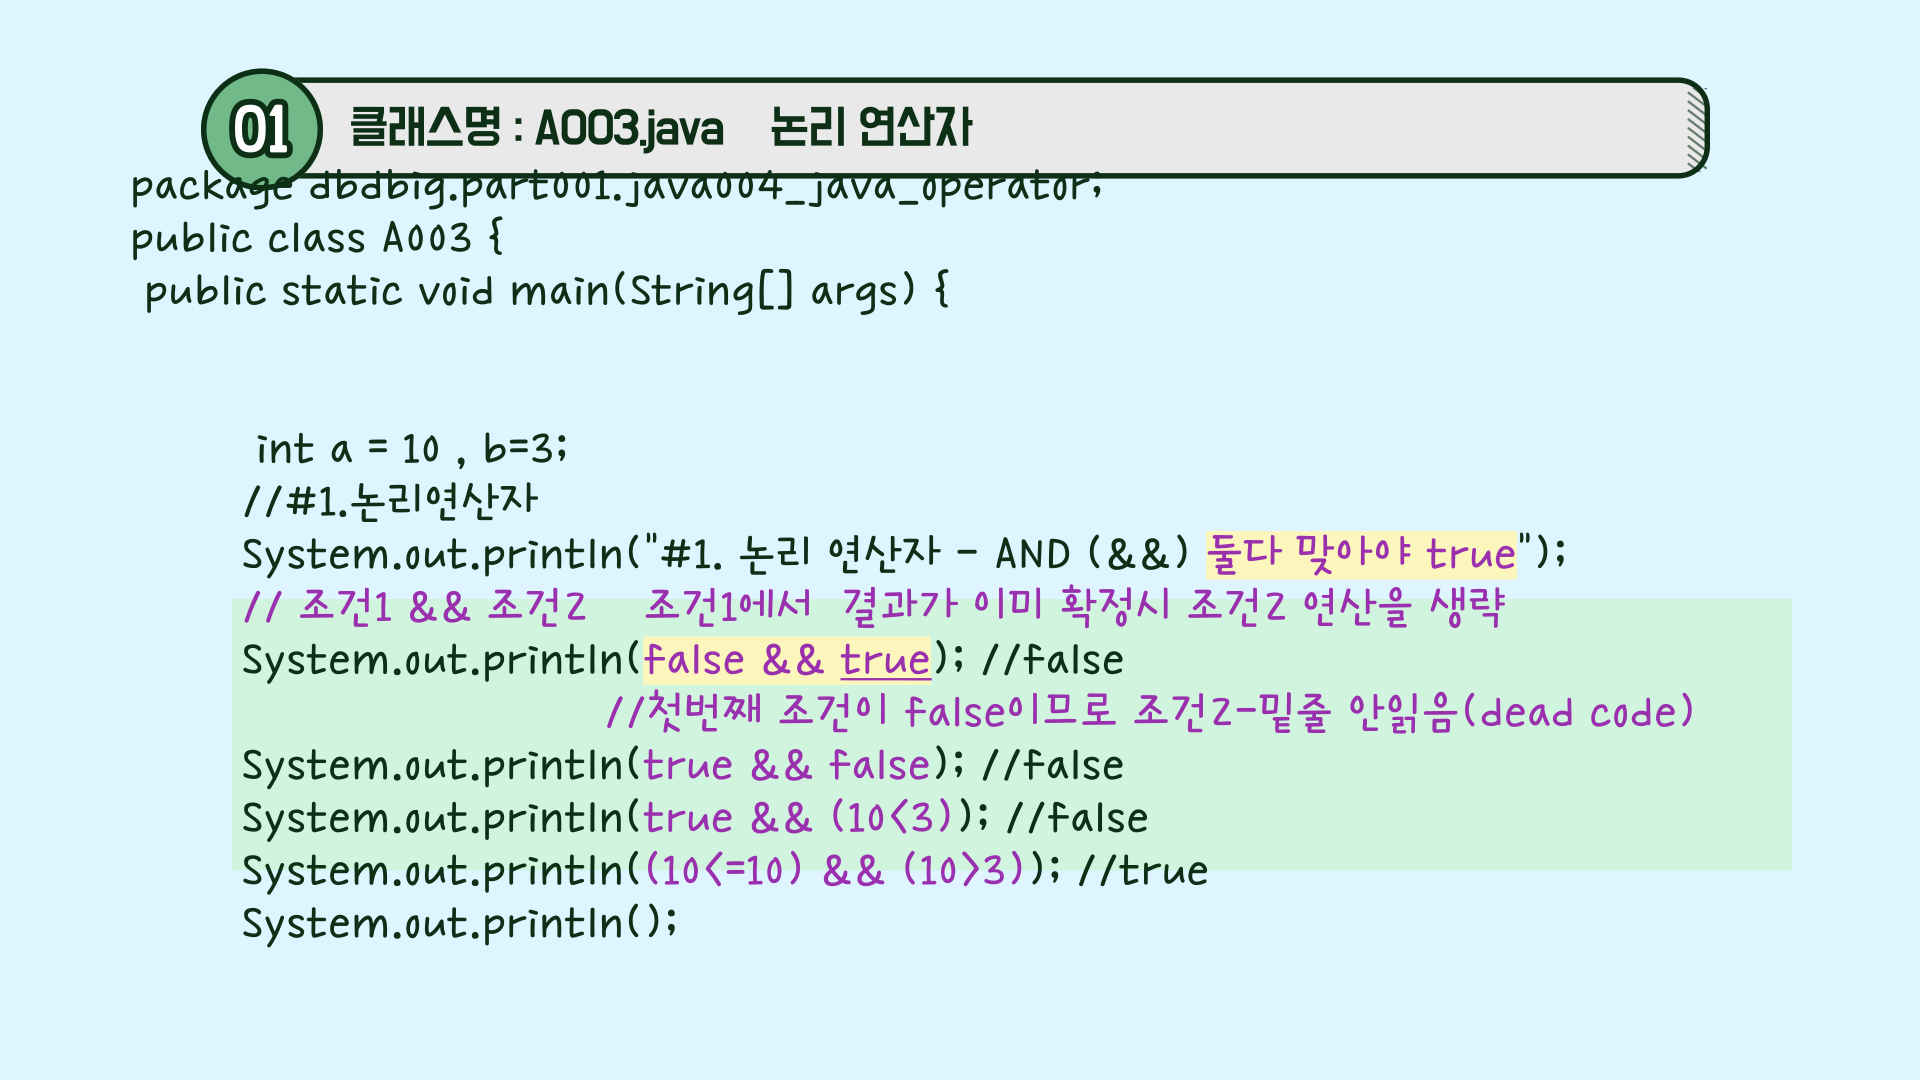 01 클래스명 : A003.java 논리 연산자
package dbdbig.part001.java004_java_operator;
public class A003 {
public static void main(String[] args) {
int a = 10 , b=3;
//#1.논리연산자
System.out.println("#1. 논리 연산자 - AND (&&) 둘다 맞아야 true");
// 조건1 && 조건2 조건1에서 결과가 이미 확정시 조건2 연산을 생략
System.out.println(false && true); //false
//첫번째 조건이 false이므로 조건2-밑줄 안읽음(dead code)
System.out.println(true && false); //false
System.out.println(true && (10<3)); //false
System.out.println((10<=10) && (10>3)); //true
System.out.println();